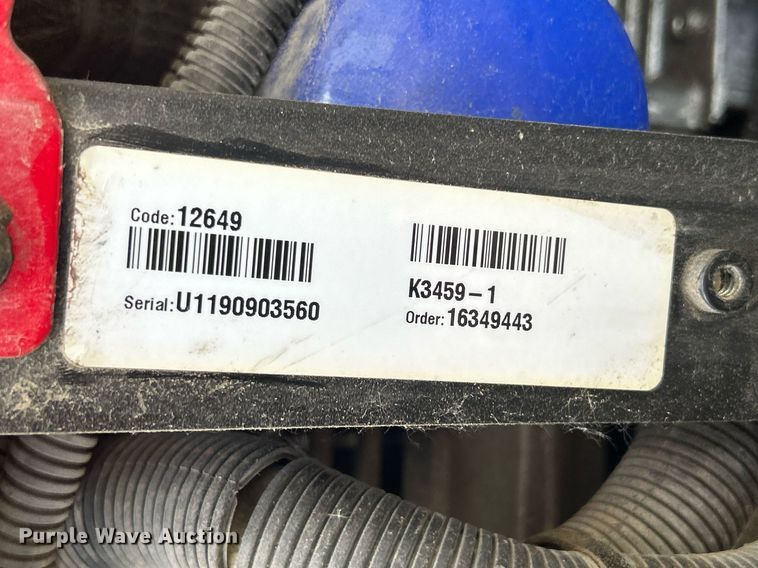 Code: 12649
Serial: U1190903560
K3459-1
Order: 16349443
Purple Wave Auction